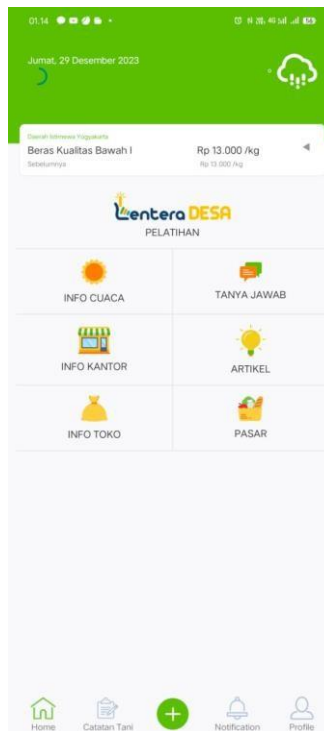 01.14
Jumat, 29 Desember 2023
Daerah Istimewa Yogyakarta
Beras Kualitas Bawah I Rp 13.000 /kg
Sebelumnya Rp 13.000 /kg
Lentera DESA
PELATIHAN
INFO CUACA TANYA JAWAB
INFO KANTOR ARTIKEL
INFO TOKO PASAR
Home Catatan Tani Notification Profile